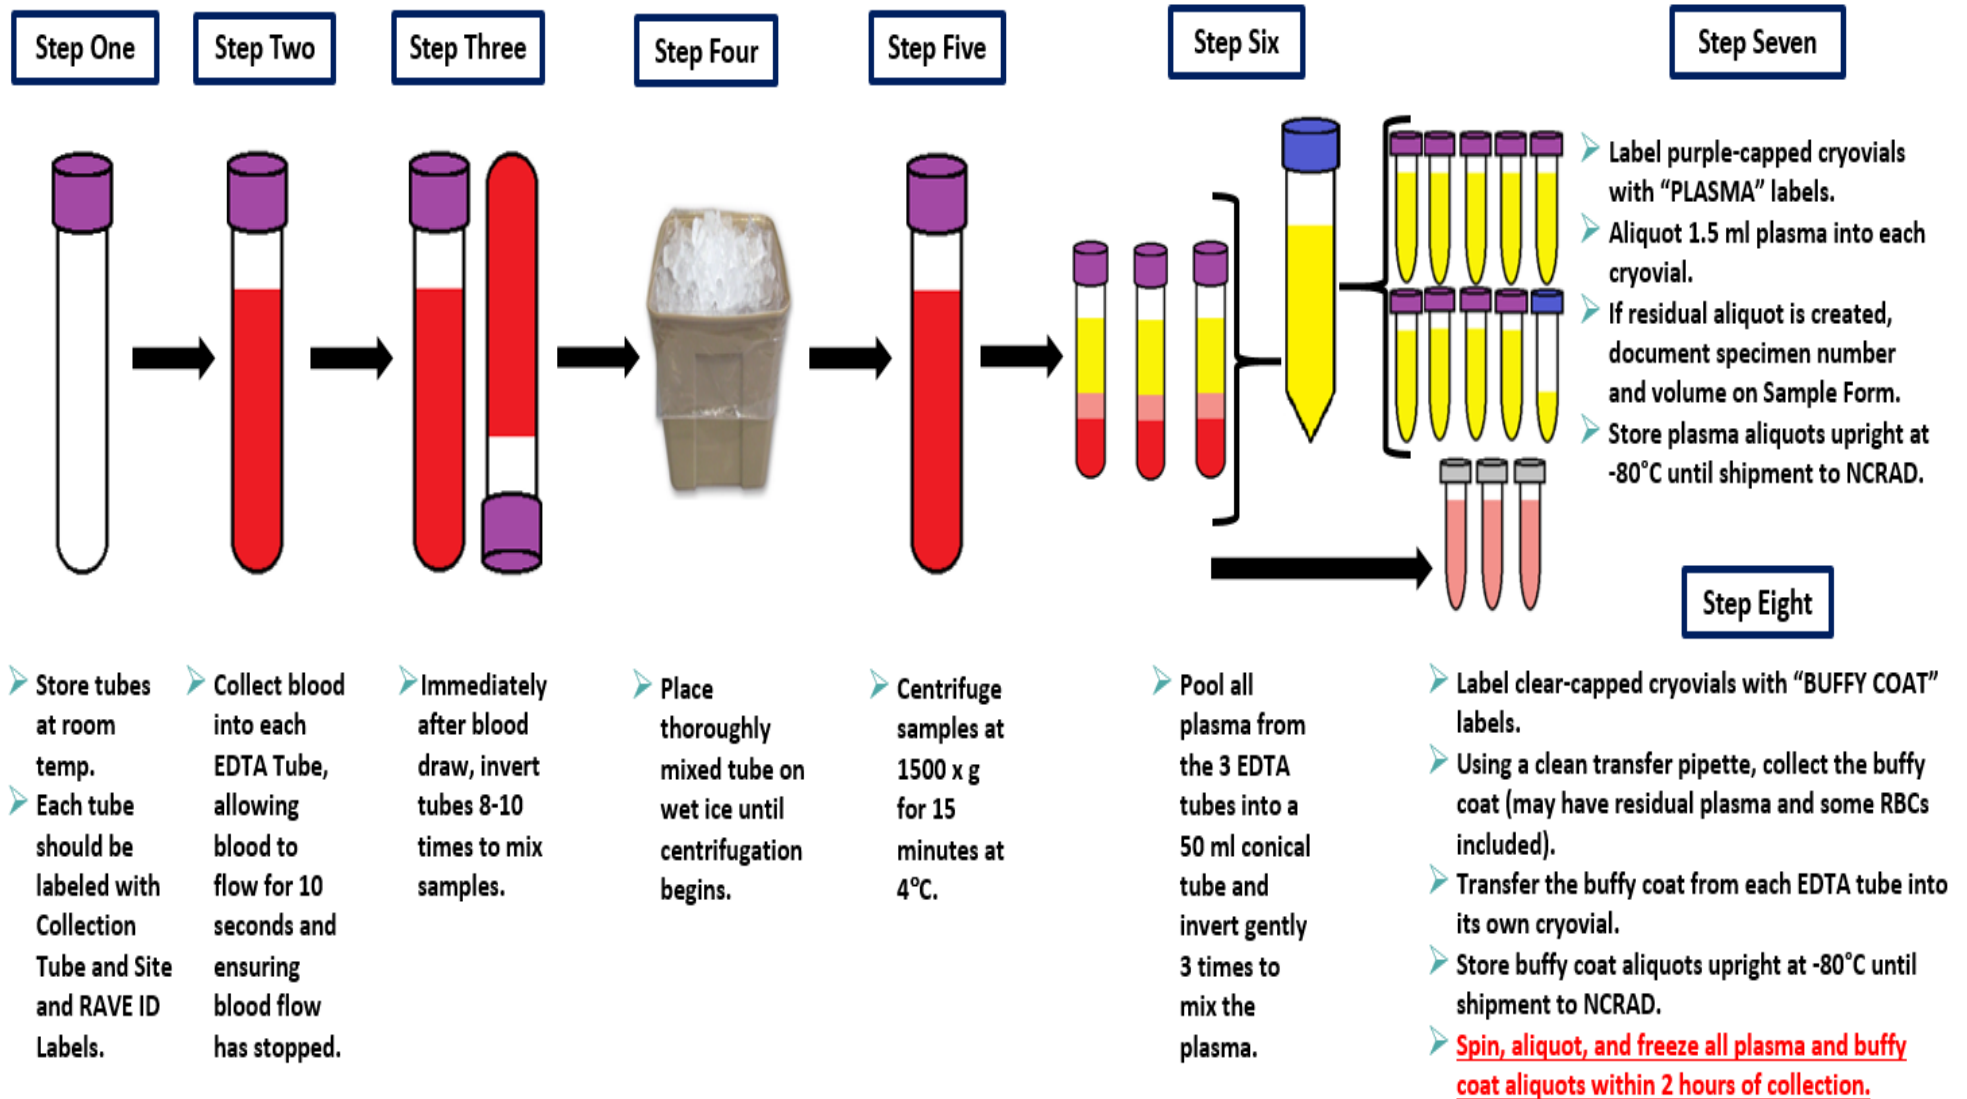 Step One
Step Two
Step Three
Step Four
Step Five
Step Six
Step Seven
Label purple-capped cryovials
with “PLASMA” labels.
Aliquot 1.5 ml plasma into each
cryovial.
If residual aliquot is created,
document specimen number
and volume on Sample Form.
Store plasma aliquots upright at
-80°C until shipment to NCRAD.
Store tubes
at room
temp.
Each tube
should be
labeled with
Collection
Tube and Site
and RAVE ID
Labels.
Collect blood
into each
EDTA Tube,
allowing
blood to
flow for 10
seconds and
ensuring
blood flow
has stopped.
Immediately
after blood
draw, invert
tubes 8-10
times to mix
samples.
Place
thoroughly
mixed tube on
wet ice until
centrifugation
begins.
Centrifuge
samples at
1500 x g
for 15
minutes at
4°C.
Pool all
plasma from
the 3 EDTA
tubes into a
50 ml conical
tube and
invert gently
3 times to
mix the
plasma.
Step Eight
Label clear-capped cryovials with “BUFFY COAT”
labels.
Using a clean transfer pipette, collect the buffy
coat (may have residual plasma and some RBCs
included).
Transfer the buffy coat from each EDTA tube into
its own cryovial.
Store buffy coat aliquots upright at -80°C until
shipment to NCRAD.
Spin, aliquot, and freeze all plasma and buffy
coat aliquots within 2 hours of collection.